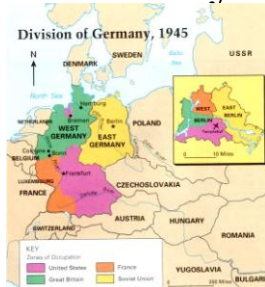 Division of Germany, 1945
N
SWEDEN
DENMARK
USSR
North Sea
Hamburg
Bremen
NETHERLANDS
WEST
GERMANY
EAST
GERMANY
Berlin
POLAND
Cologne
Bonn
BELGIUM
Frankfurt
LUXEMBOURG
FRANCE
CZECHOSLOVAKIA
AUSTRIA
HUNGARY
SWITZERLAND
ROMANIA
YUGOSLAVIA
BULGARI
WEST
BERLIN
EAST
BERLIN
0 10 Miles
KEY
Zones of Occupation
United States
France
Great Britain
Soviet Union